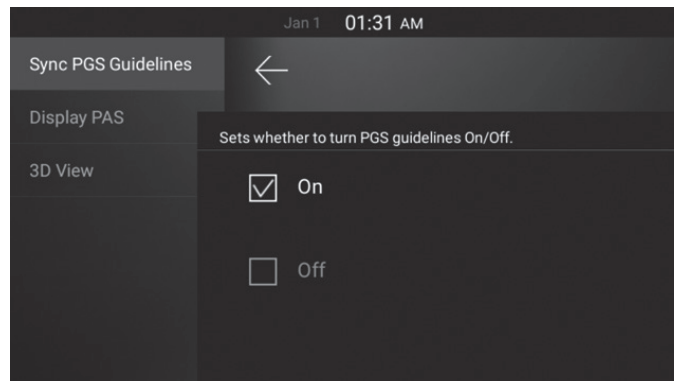 Jan 1 01:31 AM
Sync PGS Guidelines
Display PAS
Sets whether to turn PGS guidelines On/Off.
3D View
On
Off